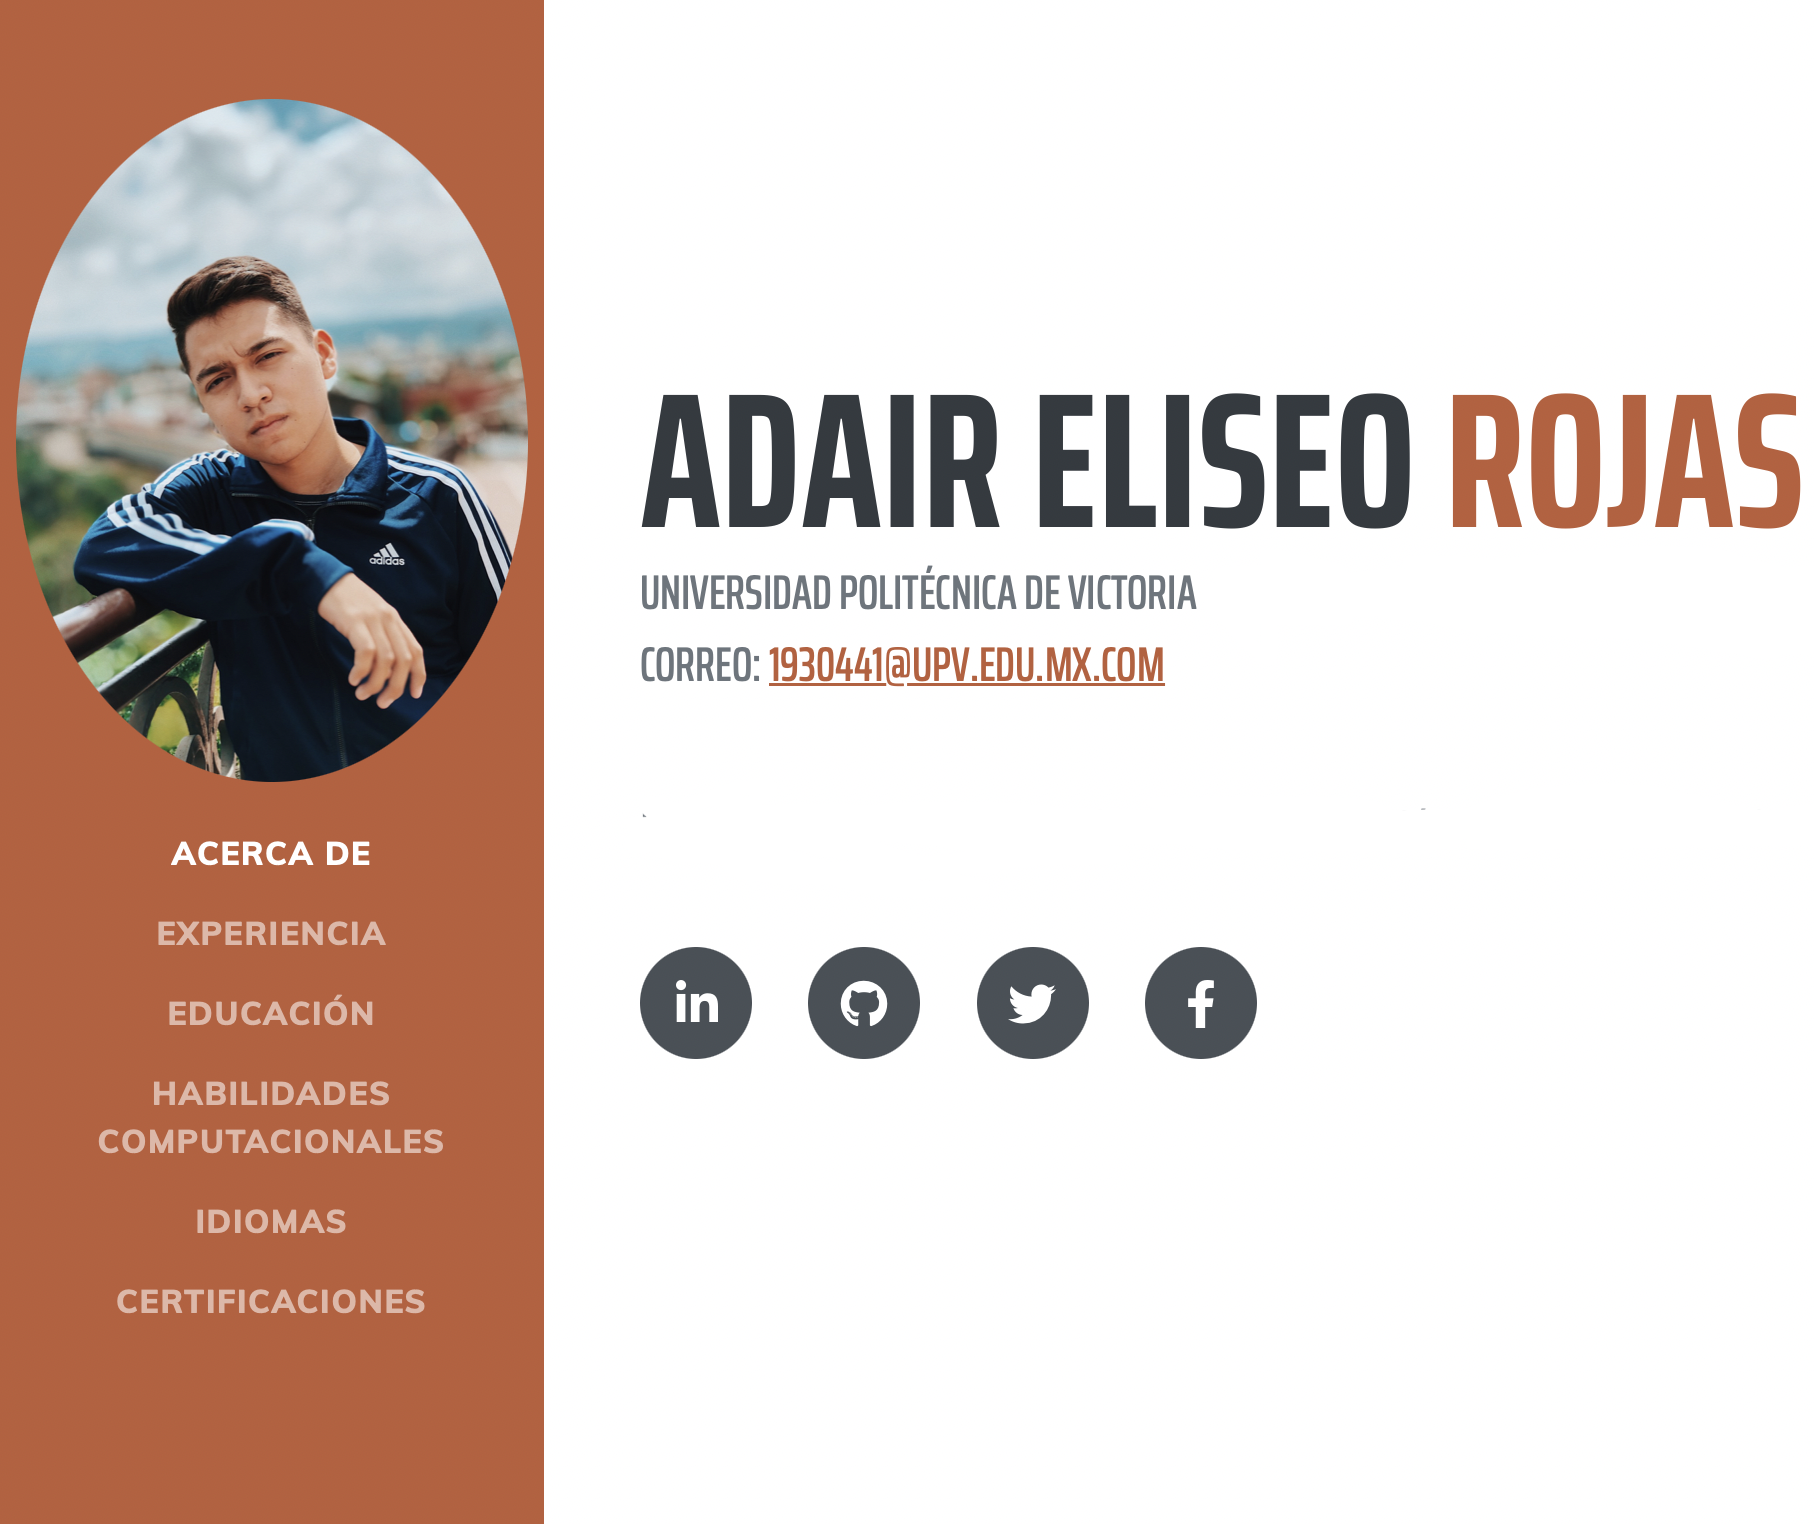 adidas
ACERCA DE
EXPERIENCIA
EDUCACIÓN
HABILIDADES
COMPUTACIONALES
IDIOMAS
CERTIFICACIONES
ADAIR ELISEO ROJAS
UNIVERSIDAD POLITÉCNICA DE VICTORIA
CORREO: 1930441@UPV.EDU.MX.COM
in
f